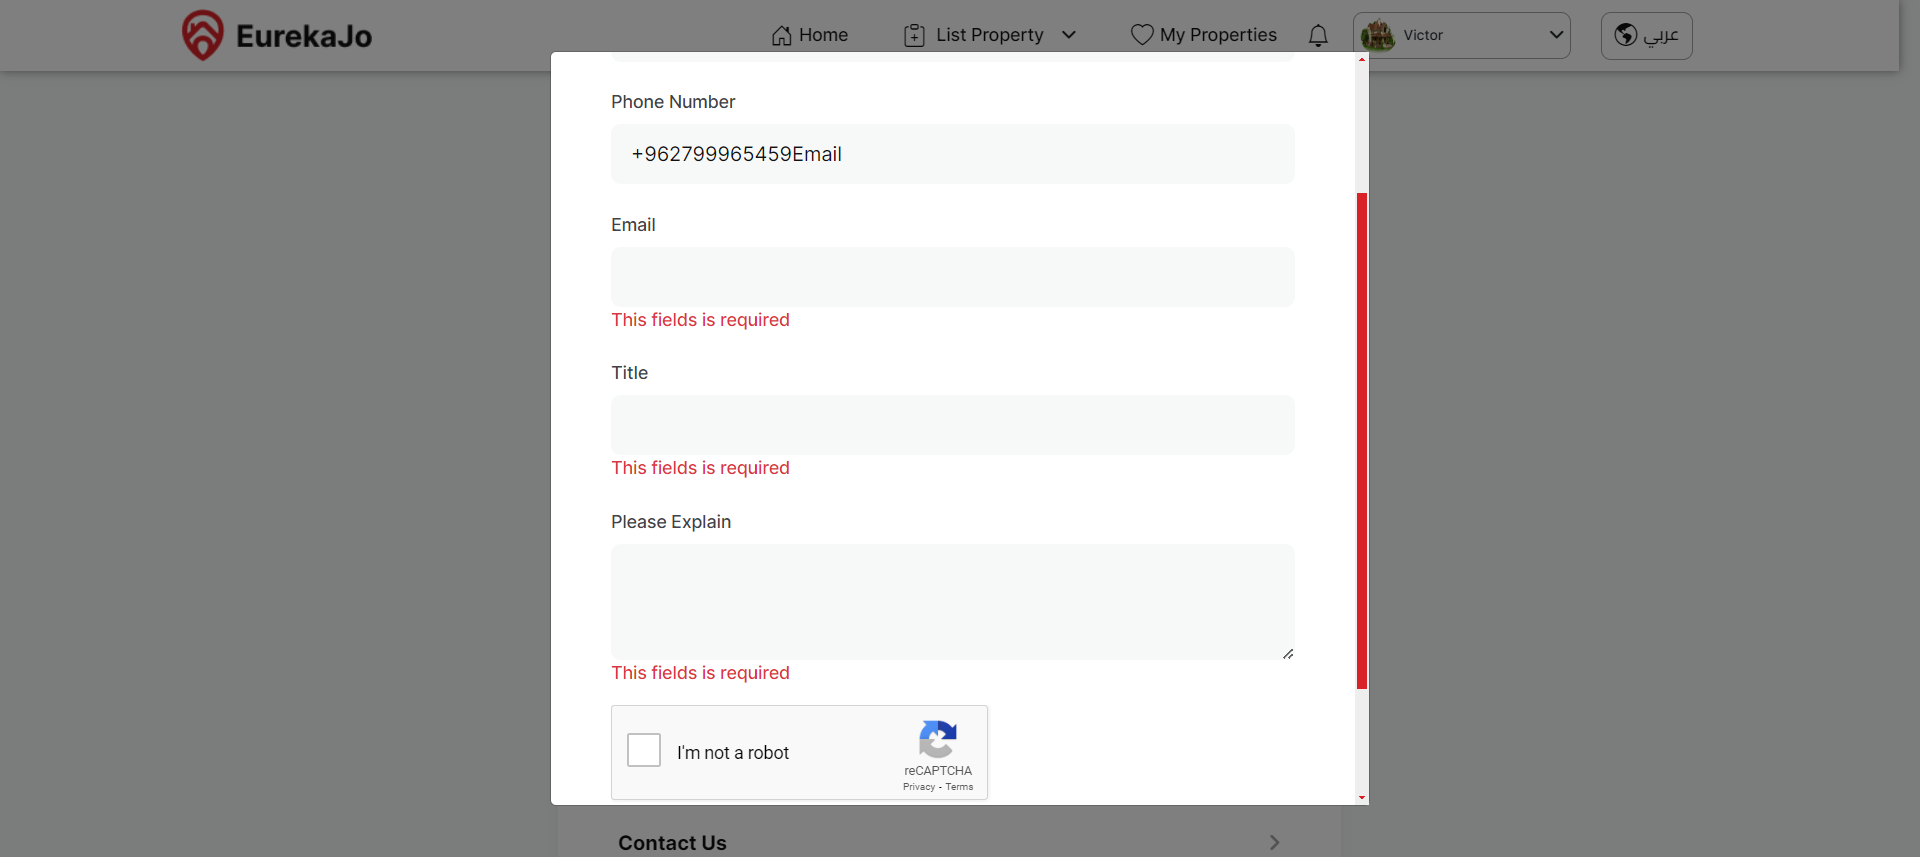 EurekaJo
Home
List Property
My Properties
Victor
عربي
Phone Number
+962799965459Email
Email
This fields is required
Title
This fields is required
Please Explain
This fields is required
I'm not a robot
reCAPTCHA
Privacy - Terms
Contact Us